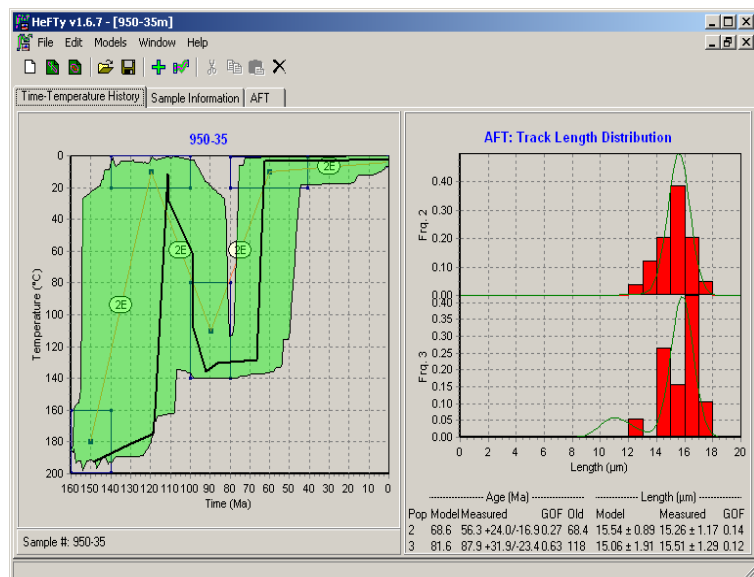 HeFTy v1.6.7 - [950-35m]
File Edit Models Window Help
Time-Temperature History Sample Information AFT
950-35
0
20
40
60
80
100
120
140
160
180
200
Temperature (°C)
2E
2E
2E
2E
160 150 140 130 120 110 100 90 80 70 60 50 40 30 20 10 0
Time (Ma)
Sample #: 950-35
AFT: Track Length Distribution
Frq. 2
0.40
0.30
0.20
0.10
0.00
Frq. 3
0.40
0.35
0.30
0.25
0.20
0.15
0.10
0.05
0.00
0 2 4 6 8 10 12 14 16 18 20
Length (µm)
Age (Ma) Length (µm)
Pop Model Measured GOF Old Model Measured GOF
2 68.6 56.3 +24.0/-16.9 0.27 68.4 15.54 ± 0.89 15.26 ± 1.17 0.14
3 81.6 87.9 +31.9/-23.4 0.63 118 15.06 ± 1.91 15.51 ± 1.29 0.12